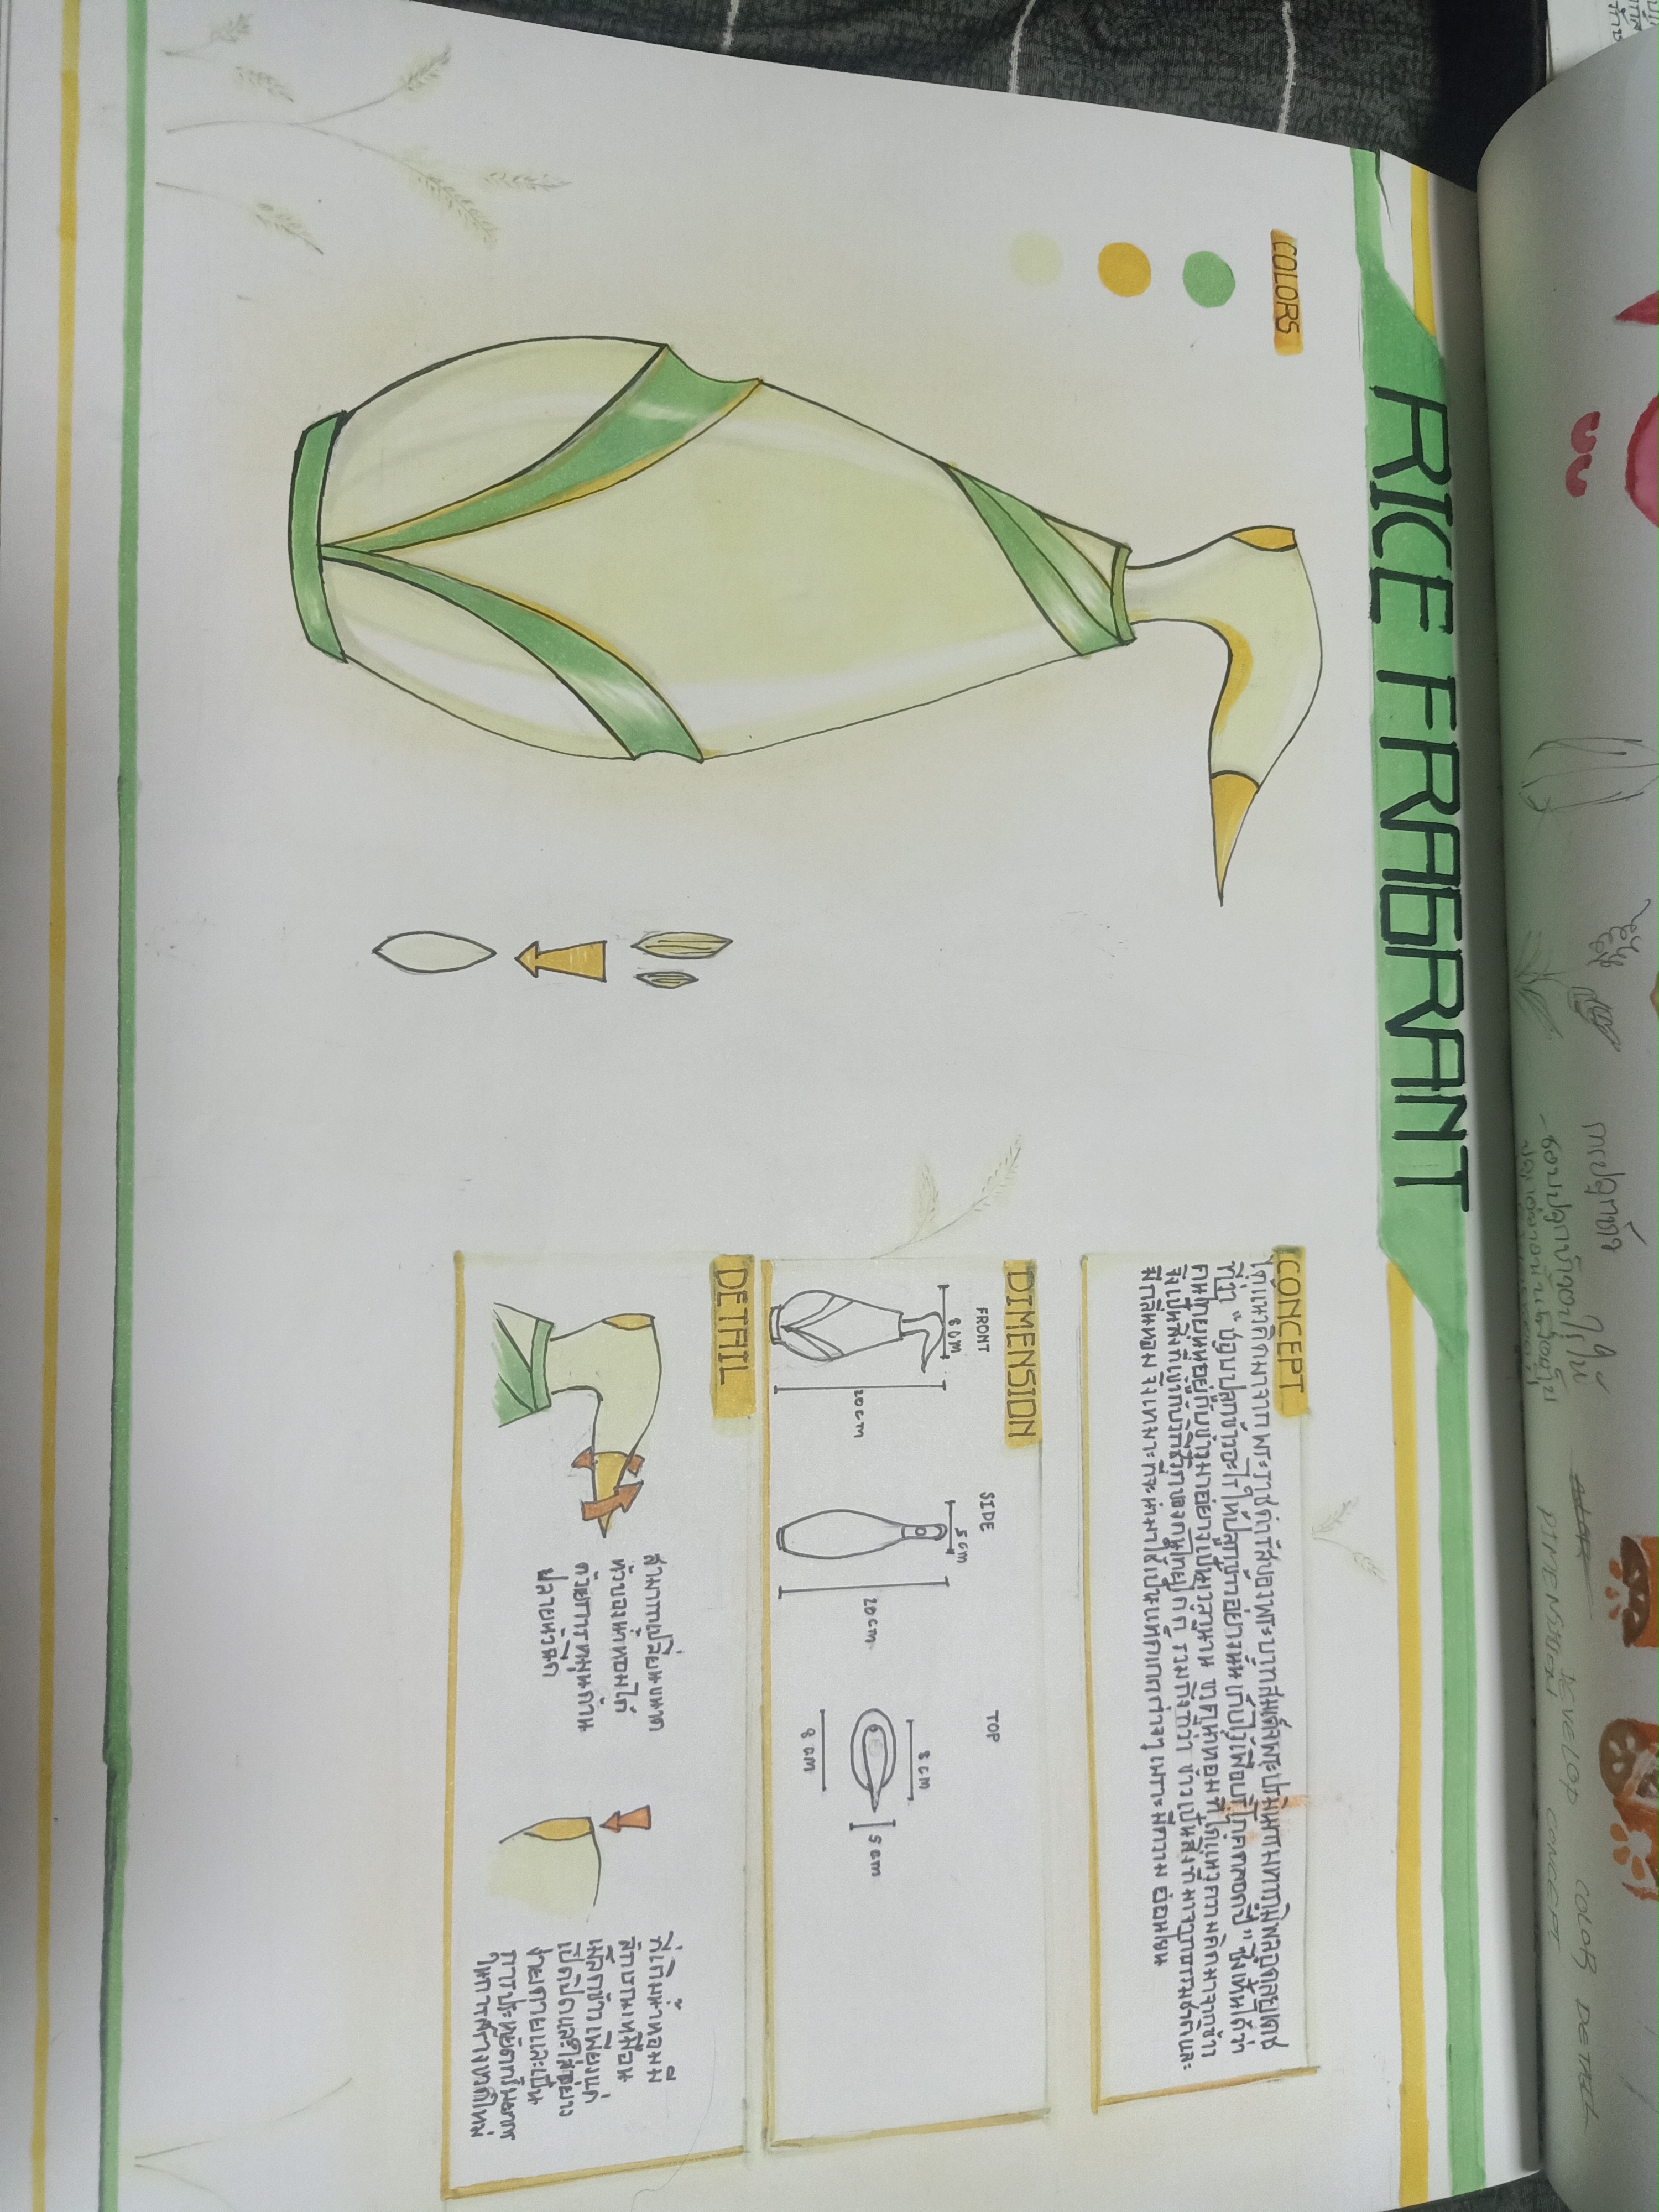 การปลูกข้าว
-ชอบปลูกข้าวอะไรให้
DEVELOP
COLOR DETAIL
DIMENSION
CONCEPT
RICE FRAGRANT
COLORS
CONCEPT
ได้แนวคิดมาจากพระราชดำรัสของพระบาทสมเด็จพระปรมินทรมหาภูมิพลอดุลยเดช
ที่ว่า "ชอบปลูกข้าวอะไรให้ปลูกข้าวอย่างนั้น เก็บไว้เพื่อบริโภคตลอดปี" ซึ่งเห็นได้ว่า
คนไทยนั้นอยู่กับข้าวมาอย่างเป็นเวลานาน ขวดน้ำหอมที่ได้แนวความคิดมาจากข้าว
จึงเป็นสิ่งที่เข้ากับวิถีชีวิตของคนไทยได้ดี รวมถึงที่ว่า ข้าวเป็นสิ่งที่มาจากธรรมชาติและ
มีกลิ่นหอม จึงเหมาะที่จะนำมาใช้เป็นแพ็คเกดต่างๆ เพราะมีความ อ่อนโยน
DIMENSION
FRONT
SIDE
TOP
8 cm
5 cm
20 cm
20 cm
8 cm
5 cm
8 cm
DETAIL
สามารถเปลี่ยนขนาด
หัวของน้ำหอมได้
ด้วยการหมุนด้าน
ปลายหัวฉีด
ที่เติมน้ำหอมมี
ลักษณะเหมือน
เมล็ดข้าว เพียงแค่
เปิดปิดและใส่อย่าง
ง่ายดายและเป็น
การประหยัดทรัพยากร
ในการสร้างขวดใหม่